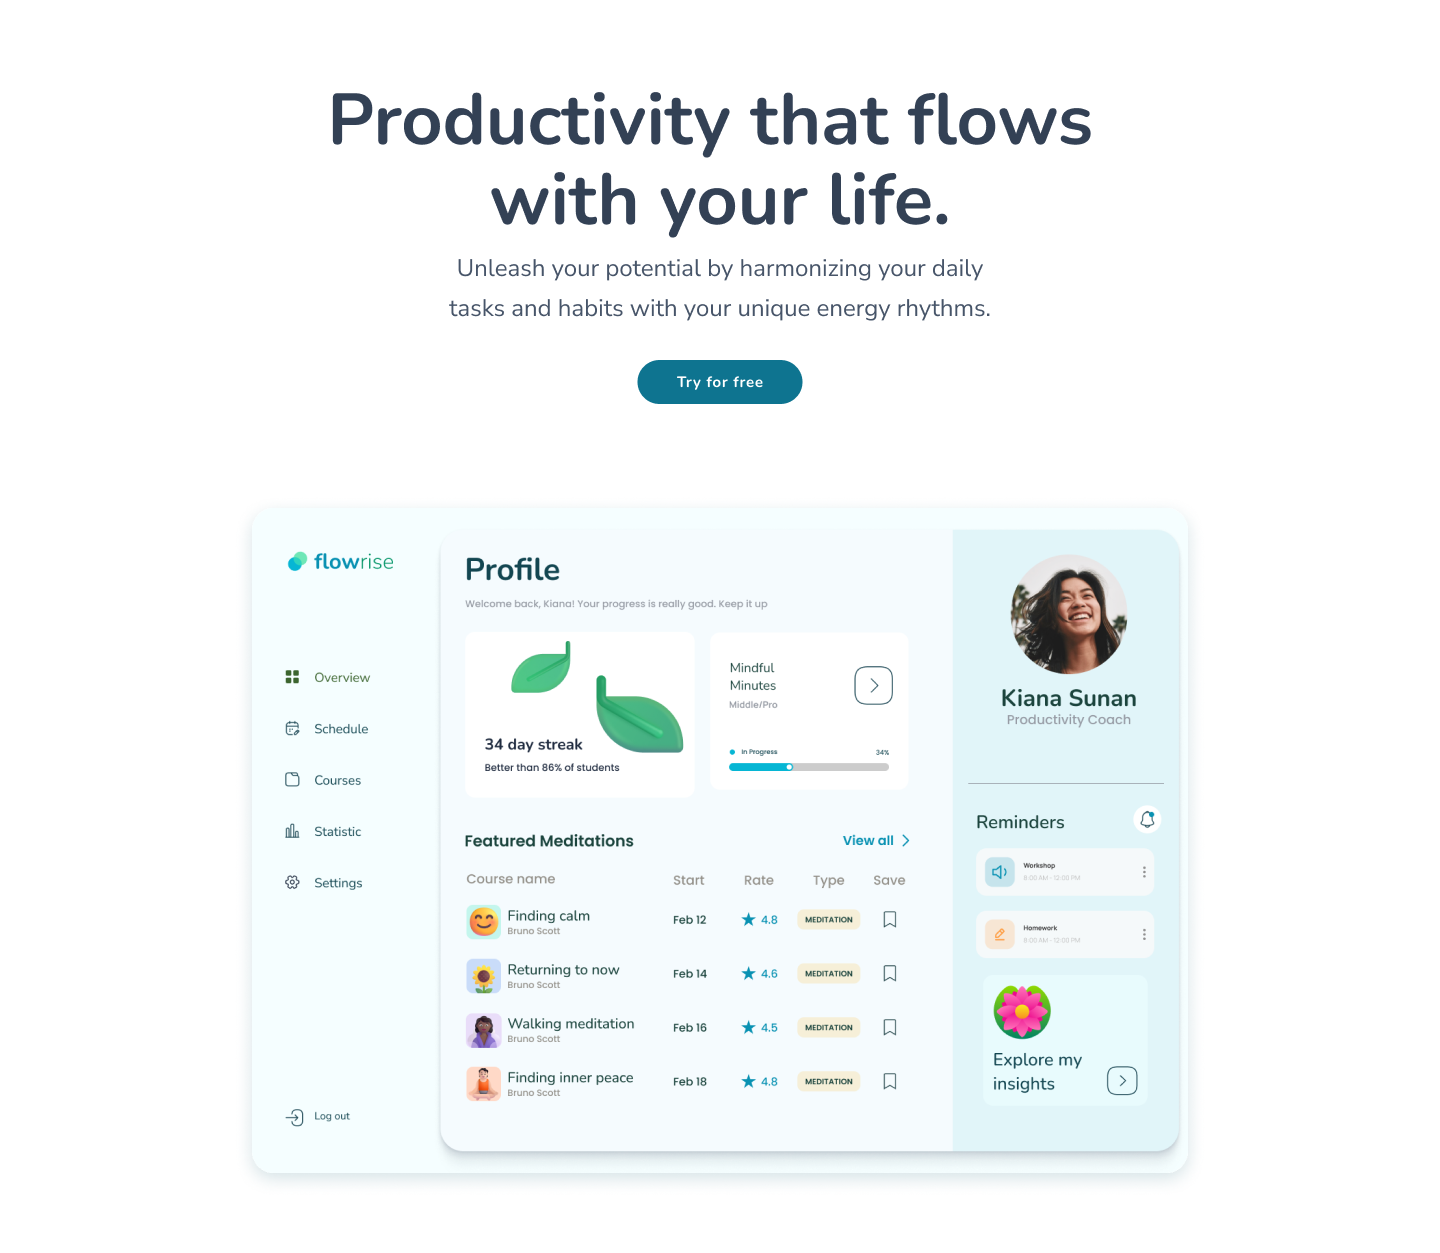 Productivity that flows
with your life.
Unleash your potential by harmonizing your daily
tasks and habits with your unique energy rhythms.
Try for free
flowrise
Overview
Schedule
Courses
Statistic
Settings
Log out
Profile
Welcome back, Kiana! Your progress is really good. Keep it up
34 day streak
Better than 86% of students
Mindful
Minutes
Middle/Pro
In Progress 34%
Featured Meditations View all
Course name Start Rate Type Save
Finding calm Feb 12 4.8 MEDITATION
Bruno Scott
Returning to now Feb 14 4.6 MEDITATION
Bruno Scott
Walking meditation Feb 16 4.5 MEDITATION
Bruno Scott
Finding inner peace Feb 18 4.8 MEDITATION
Bruno Scott
Kiana Sunan
Productivity Coach
Reminders
Workshop
8:00 AM - 12:00 PM
Homework
8:00 AM - 12:00 PM
Explore my
insights